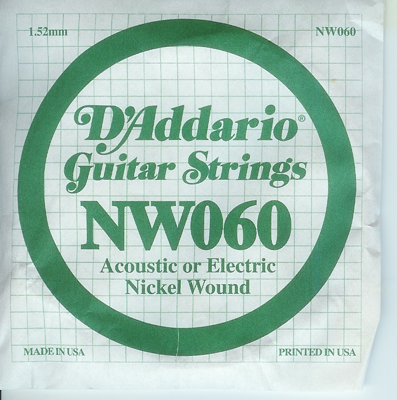 1.52mm NW060
D'Addario®
Guitar Strings
NW060
Acoustic or Electric
Nickel Wound
MADE IN USA PRINTED IN USA